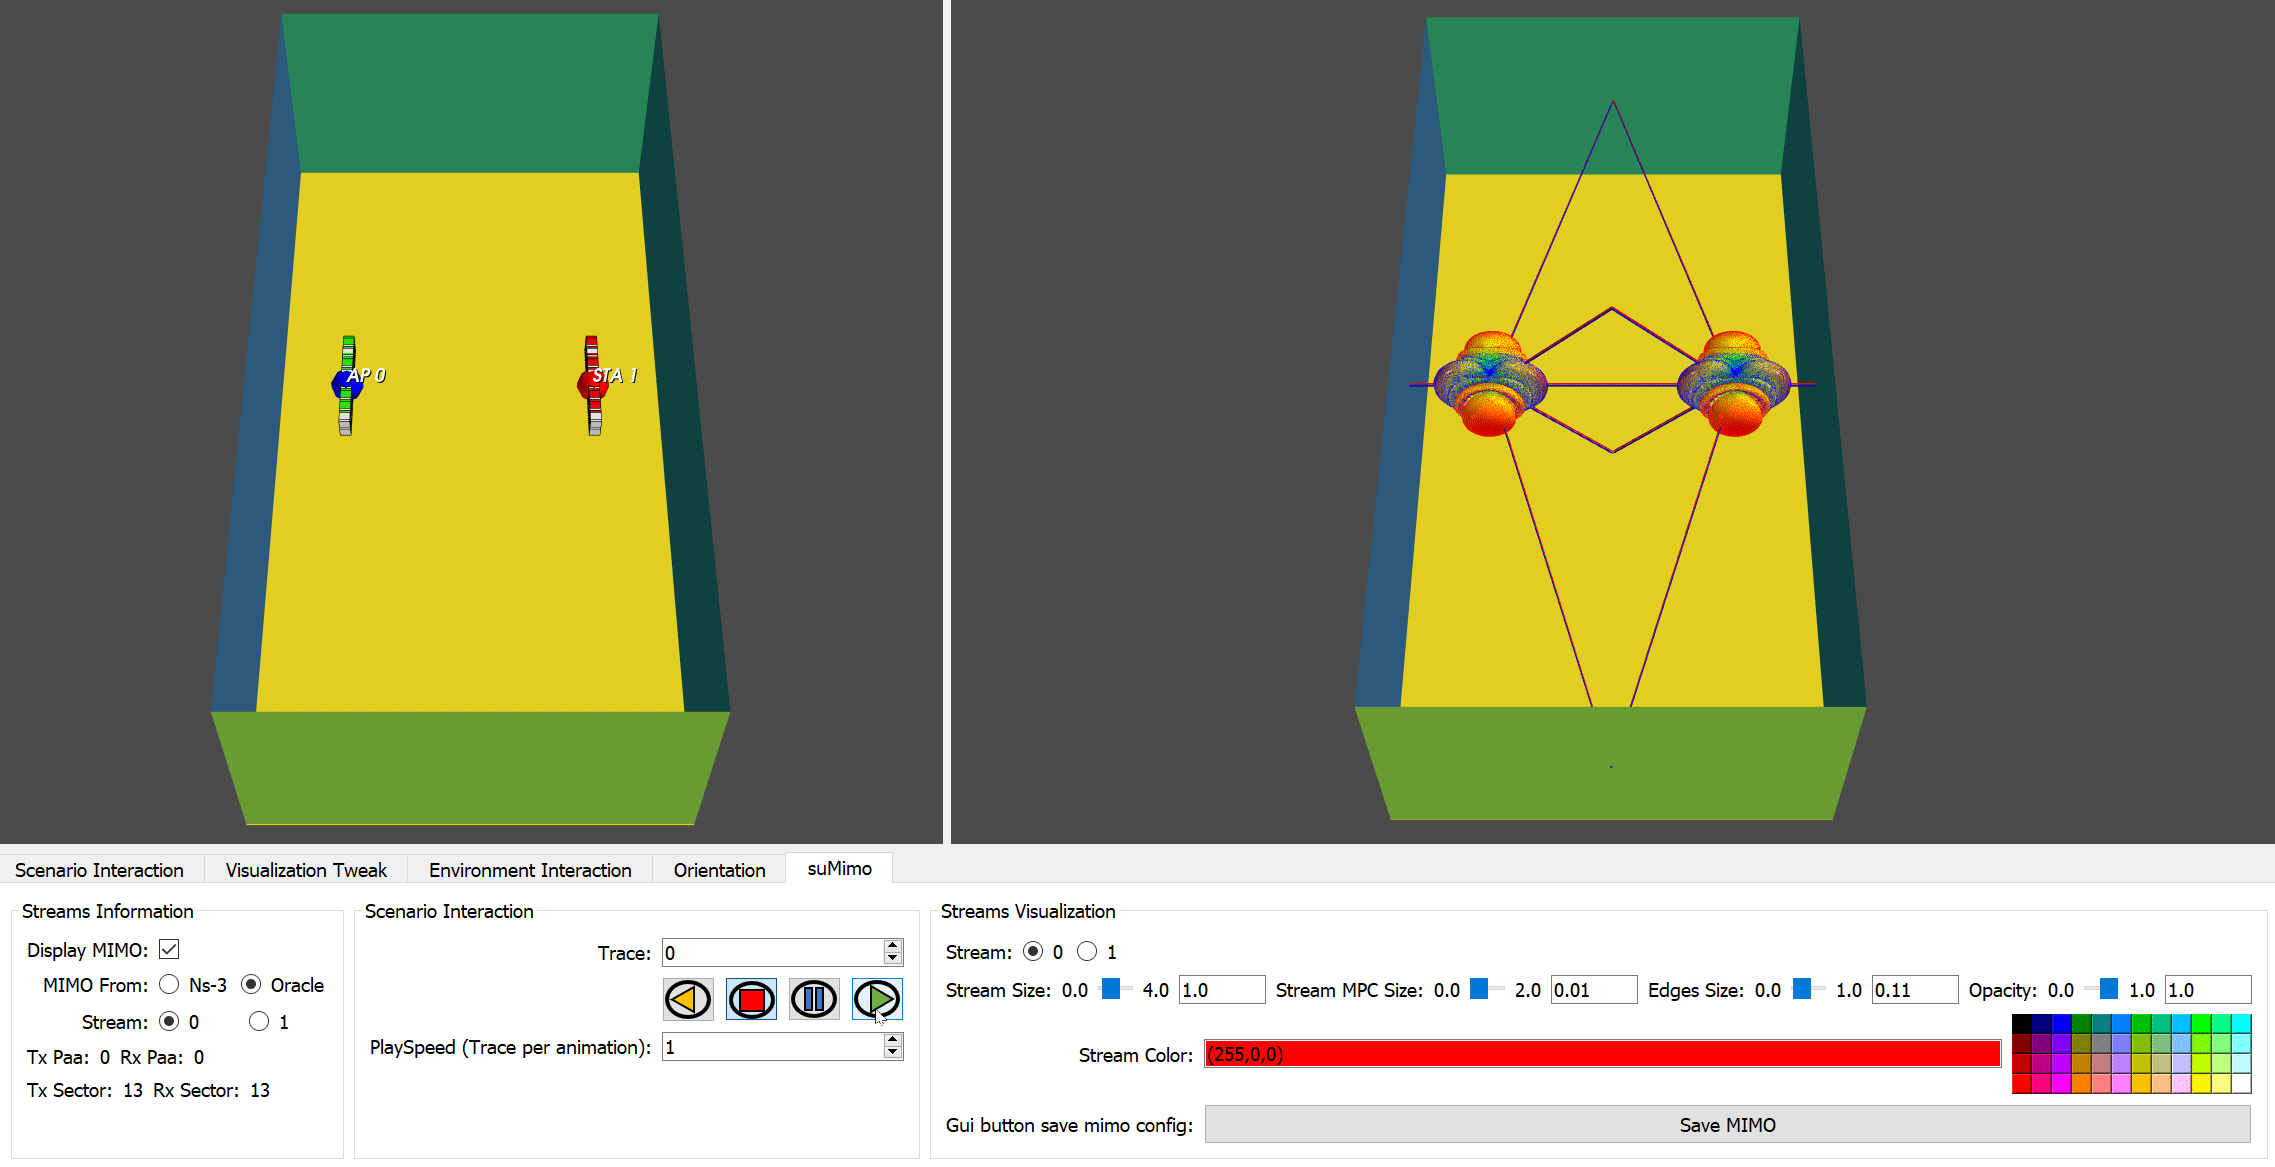 AP 0
STA 1
Scenario Interaction
Visualization Tweak
Environment Interaction
Orientation
suMimo
Streams Information
Display MIMO:
MIMO From: Ns-3 Oracle
Stream: 0 1
Tx Paa: 0 Rx Paa: 0
Tx Sector: 13 Rx Sector: 13
Scenario Interaction
Trace: 0
PlaySpeed (Trace per animation): 1
Streams Visualization
Stream: 0 1
Stream Size: 0.0 4.0 1.0 Stream MPC Size: 0.0 2.0 0.01 Edges Size: 0.0 1.0 0.11 Opacity: 0.0 1.0 1.0
Stream Color: (255,0,0)
Gui button save mimo config: Save MIMO